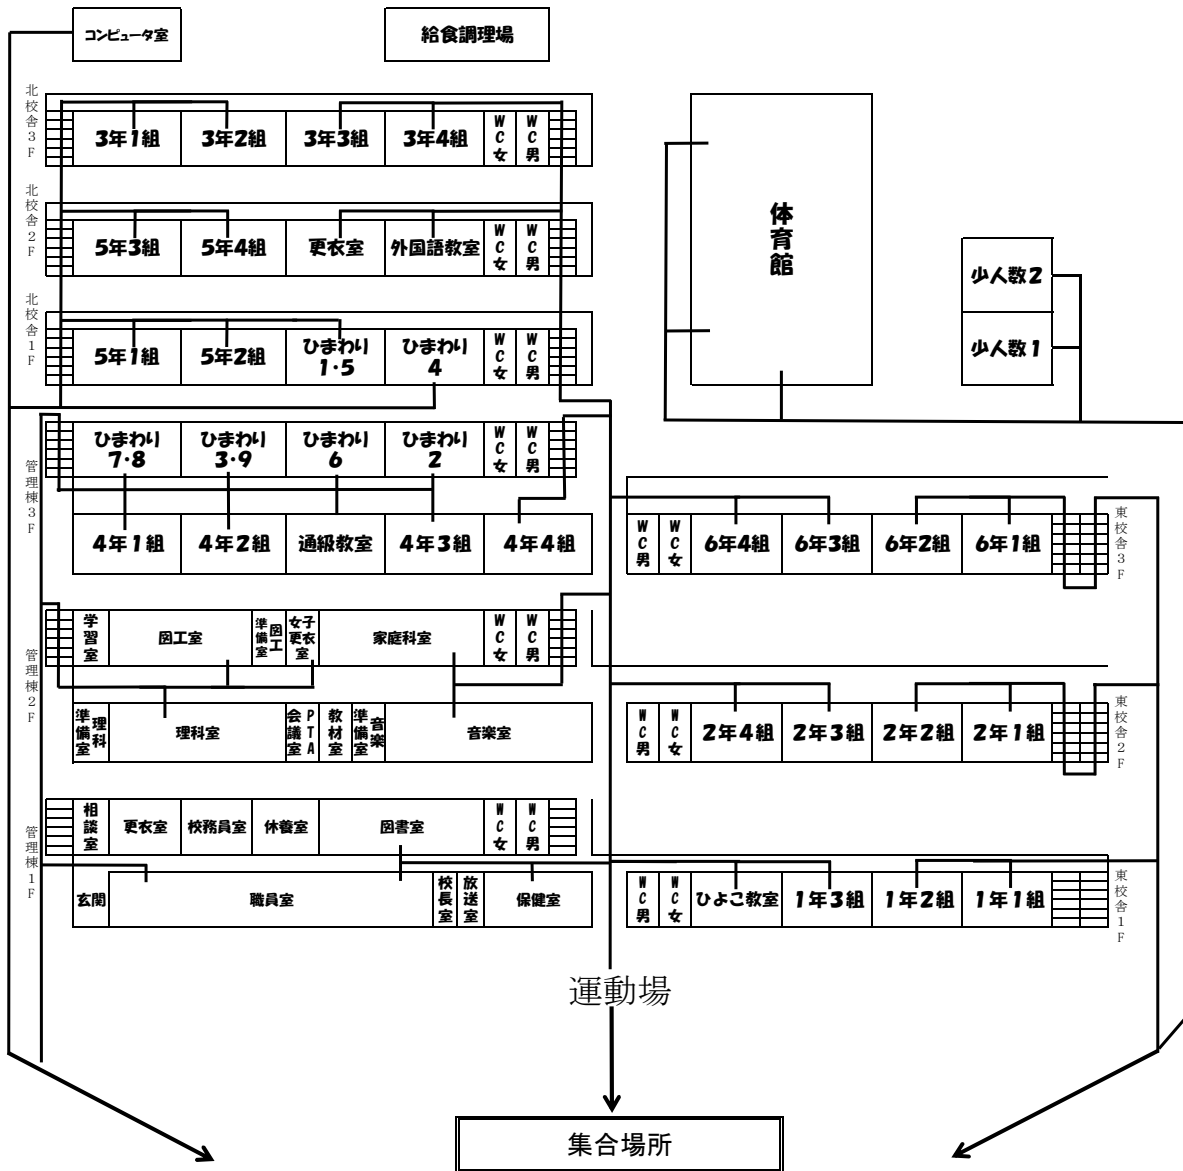 コンピュータ室
給食調理場
北校舎3F
3年1組 3年2組 3年3組 3年4組 WC女 WC男
北校舎2F
5年3組 5年4組 更衣室 外国語教室 WC女 WC男
北校舎1F
5年1組 5年2組 ひまわり1・5 ひまわり4 WC女 WC男
体育館
少人数2
少人数1
管理棟3F
ひまわり7・8 ひまわり3・9 ひまわり6 ひまわり2 WC女 WC男
4年1組 4年2組 通級教室 4年3組 4年4組
WC男 WC女 6年4組 6年3組 6年2組 6年1組
東校舎3F
管理棟2F
学習室 図工室 図工準備室 女子更衣室 家庭科室 WC女 WC男
理科準備室 理科室 PTA会議室 教材室 音楽準備室 音楽室
WC男 WC女 2年4組 2年3組 2年2組 2年1組
東校舎2F
管理棟1F
相談室 更衣室 校務員室 休養室 図書室 WC女 WC男
玄関 職員室 校長室 放送室 保健室
WC男 WC女 ひよこ教室 1年3組 1年2組 1年1組
東校舎1F
運動場
集合場所